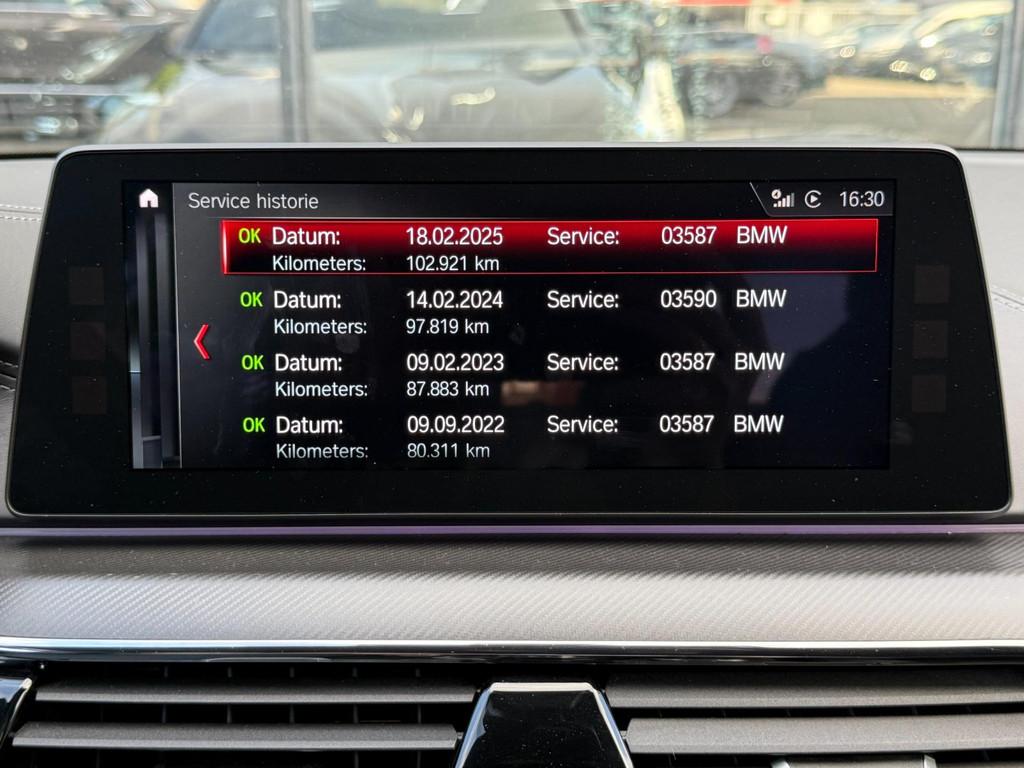 Service historie 16:30
OK Datum: 18.02.2025 Service: 03587 BMW
Kilometers: 102.921 km
OK Datum: 14.02.2024 Service: 03590 BMW
Kilometers: 97.819 km
OK Datum: 09.02.2023 Service: 03587 BMW
Kilometers: 87.883 km
OK Datum: 09.09.2022 Service: 03587 BMW
Kilometers: 80.311 km